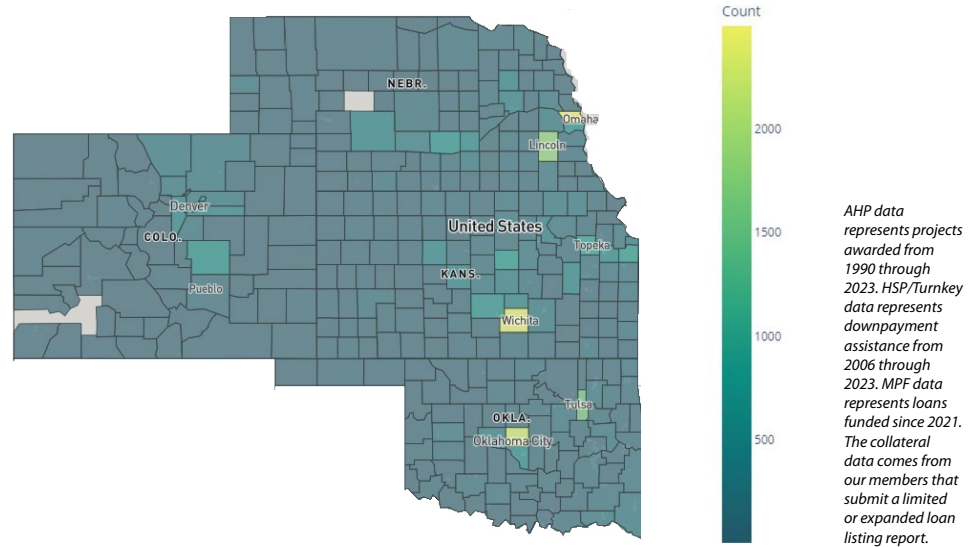 Count
NEBR.
Omaha
Lincoln
2000
Denver
COLO.
United States
Topeka
KANS.
Pueblo
Wichita
1500
1000
Tulsa
OKLA.
Oklahoma City
500
AHP data
represents projects
awarded from
1990 through
2023. HSP/Turnkey
data represents
downpayment
assistance from
2006 through
2023. MPF data
represents loans
funded since 2021.
The collateral
data comes from
our members that
submit a limited
or expanded loan
listing report.